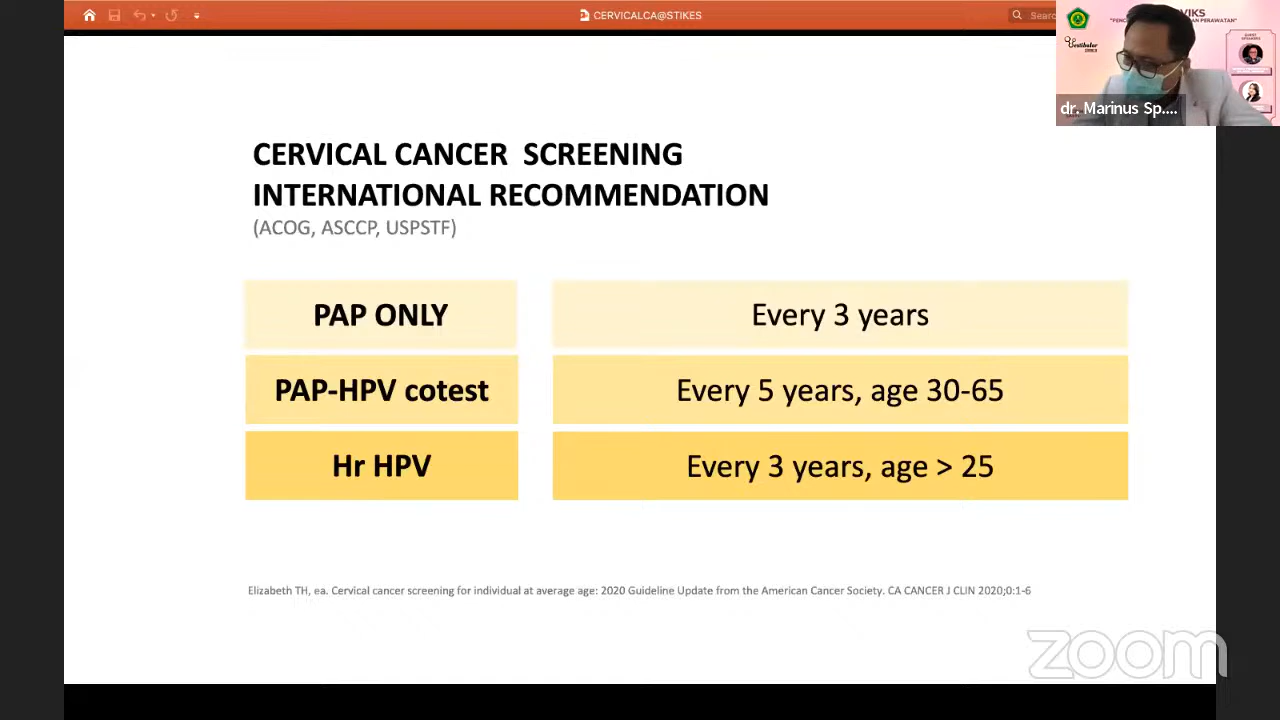 CERVICALCA@STIKES
CERVICAL CANCER SCREENING
INTERNATIONAL RECOMMENDATION
(ACOG, ASCCP, USPSTF)
PAP ONLY
Every 3 years
PAP-HPV cotest
Every 5 years, age 30-65
Hr HPV
Every 3 years, age > 25
Elizabeth TH, ea. Cervical cancer screening for individual at average age: 2020 Guideline Update from the American Cancer Society. CA CANCER J CLIN 2020;0:1-6
dr. Marinus Sp....
zoom